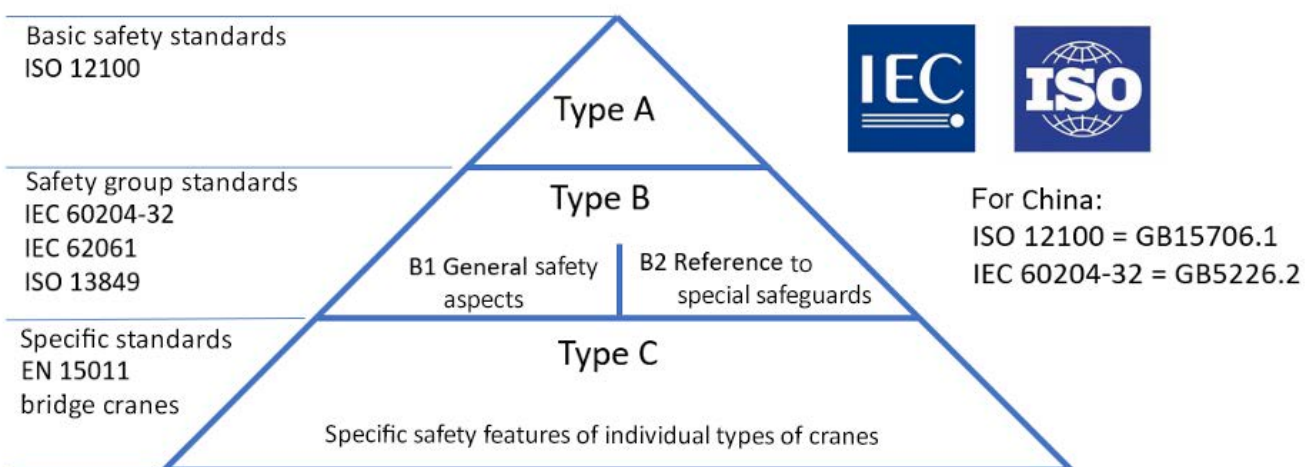 Basic safety standards
ISO 12100
Type A
IEC
ISO
Safety group standards
IEC 60204-32
IEC 62061
ISO 13849
Type B
B1 General safety
aspects
B2 Reference to
special safeguards
For China:
ISO 12100 = GB15706.1
IEC 60204-32 = GB5226.2
Specific standards
EN 15011
bridge cranes
Type C
Specific safety features of individual types of cranes